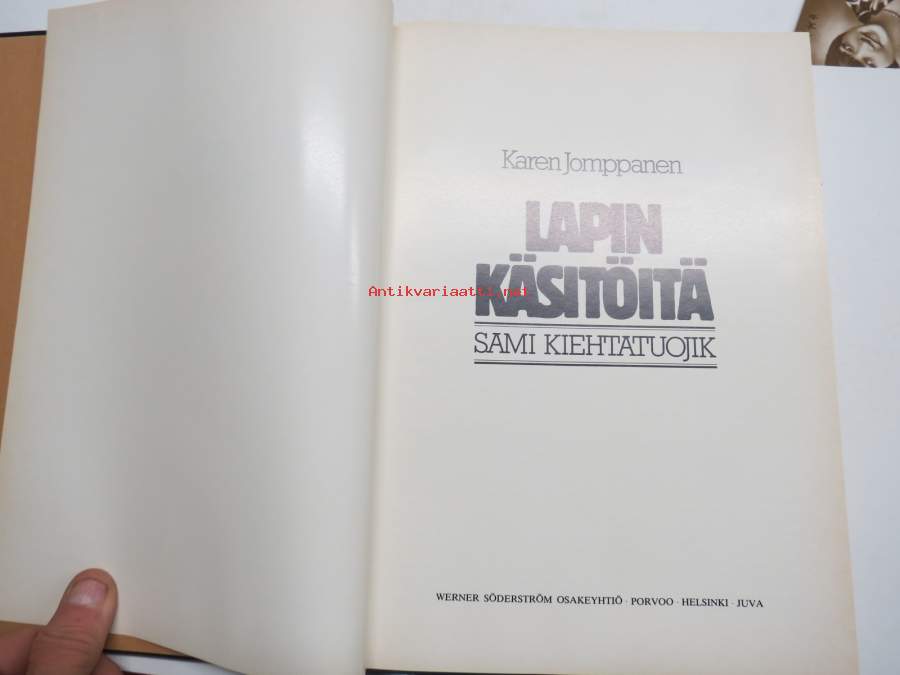 Karen Jomppanen
LAPIN
KÄSITÖITÄ
Antikvariaatti.net
SAMI KIEHTATUOJIK
WERNER SÖDERSTRÖM OSAKEYHTIÖ · PORVOO · HELSINKI · JUVA